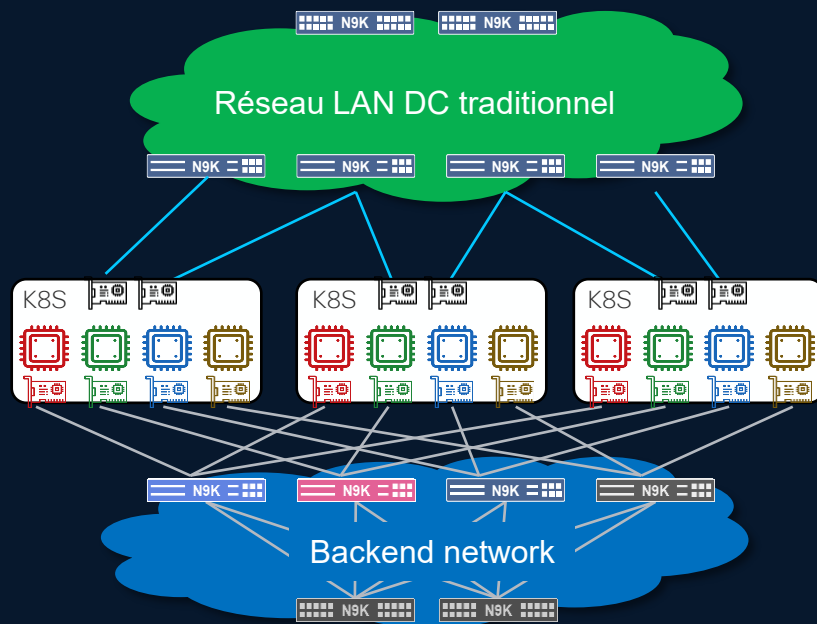 N9K N9K
Réseau LAN DC traditionnel
N9K N9K N9K N9K
K8S K8S K8S
N9K N9K N9K N9K
Backend network
N9K N9K